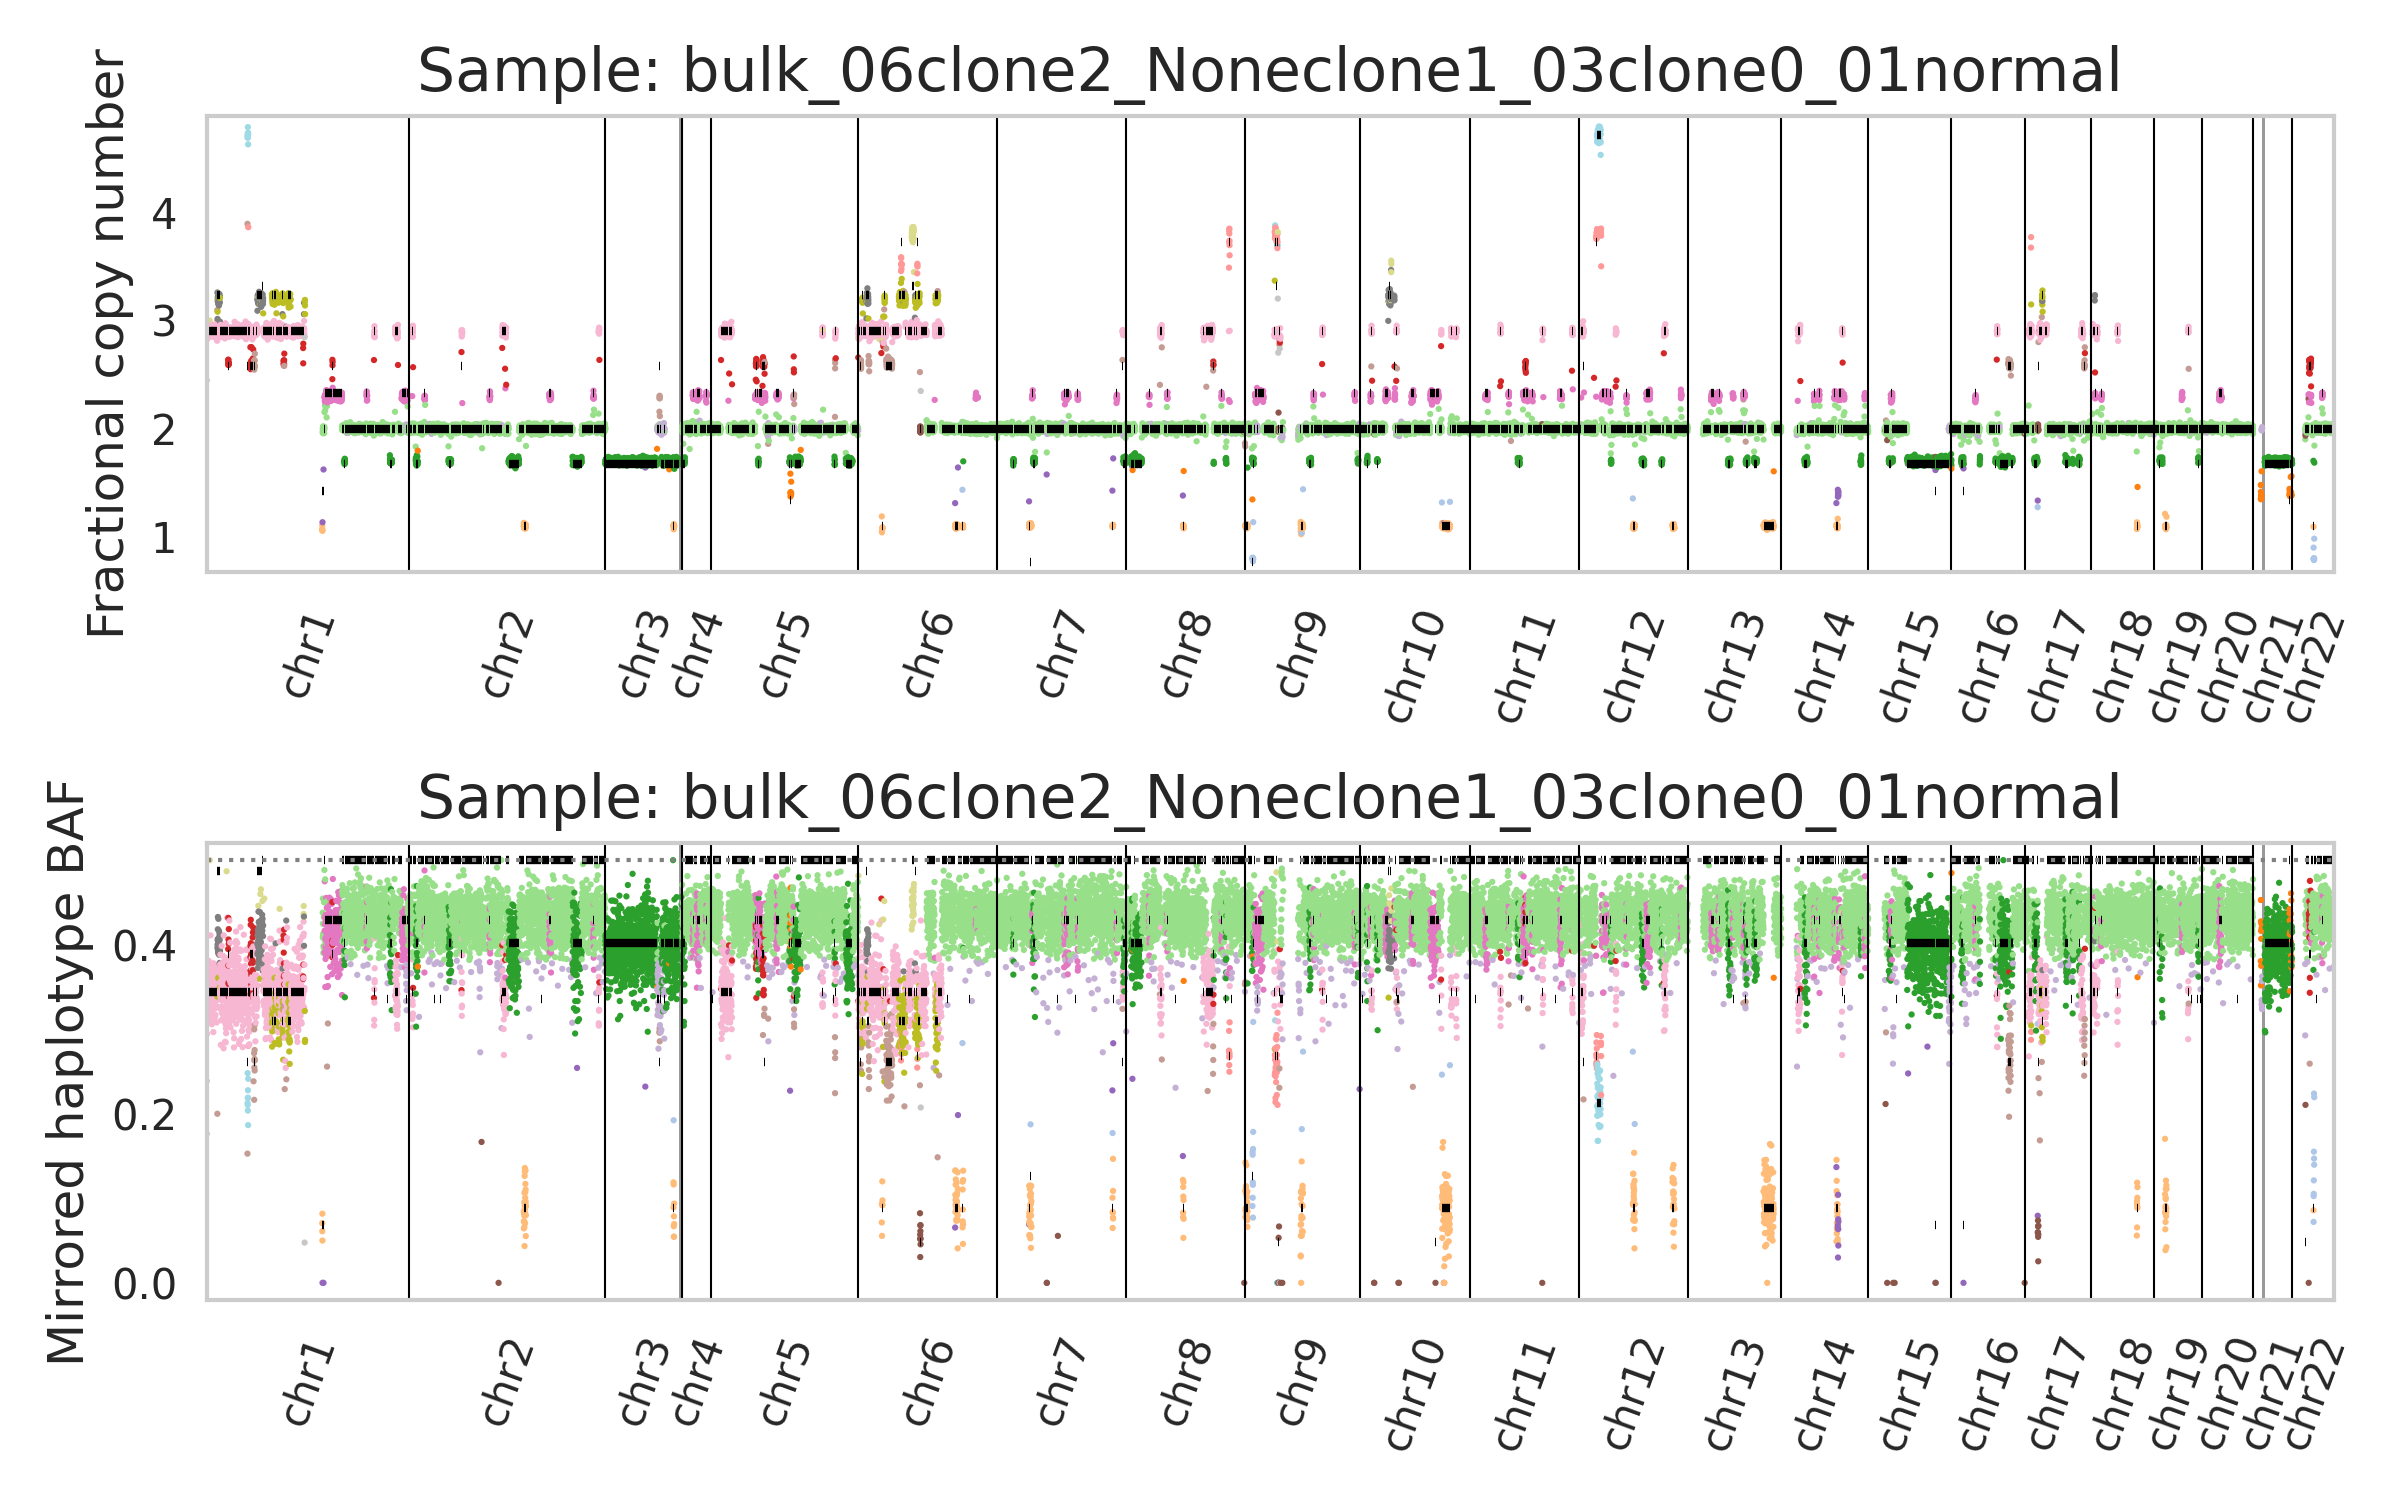 Sample: bulk_06clone2_Noneclone1_03clone0_01normal
Fractional copy number
4
3
2
1
chr1 chr2 chr3 chr4 chr5 chr6 chr7 chr8 chr9 chr10 chr11 chr12 chr13 chr14 chr15 chr16 chr17 chr18 chr19 chr20 chr21 chr22
Sample: bulk_06clone2_Noneclone1_03clone0_01normal
Mirrored haplotype BAF
0.4
0.2
0.0
chr1 chr2 chr3 chr4 chr5 chr6 chr7 chr8 chr9 chr10 chr11 chr12 chr13 chr14 chr15 chr16 chr17 chr18 chr19 chr20 chr21 chr22